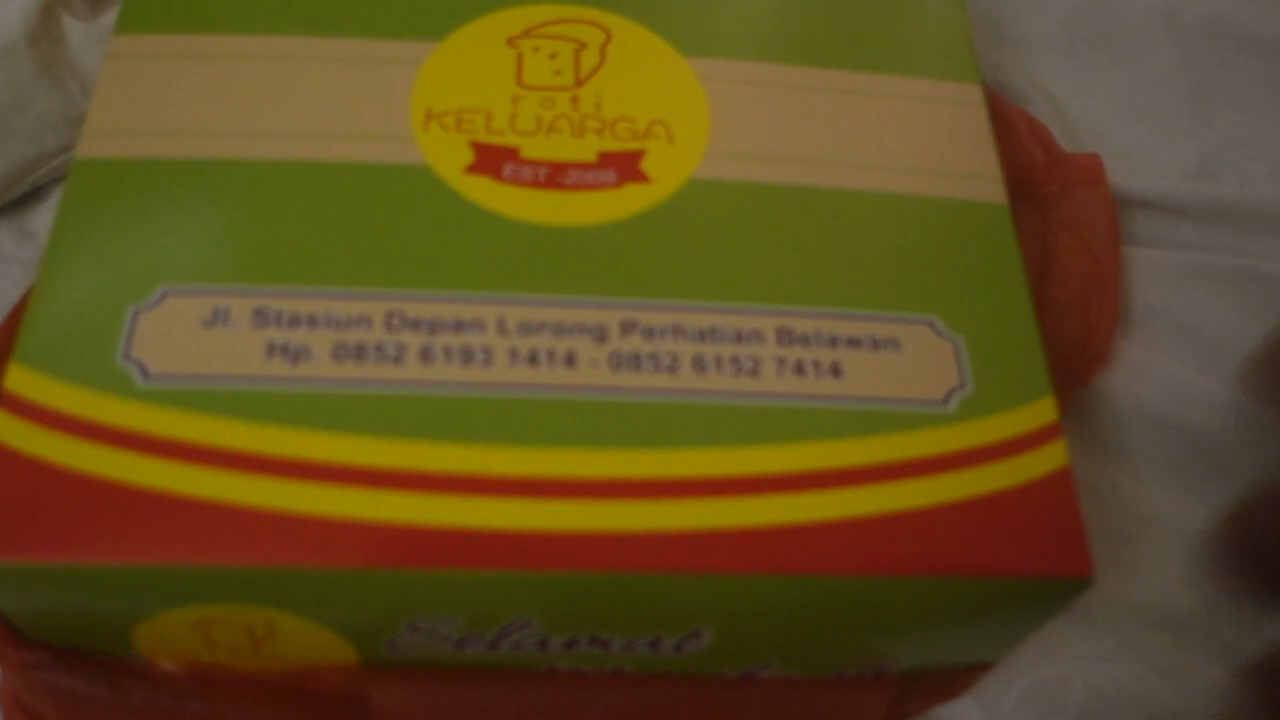 roti
KELUARGA
EST -2009
Jl. Stasiun Depan Lorong Perhatian Belawan
Hp. 0852 6193 1414 - 0852 6152 7414
Selamat